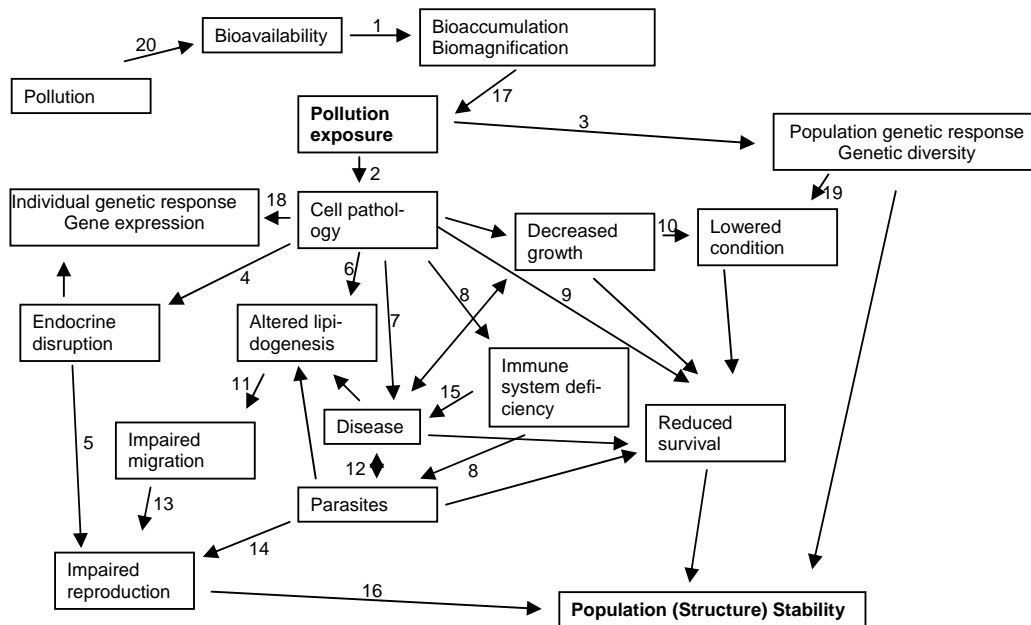 1
Bioaccumulation
Biomagnification
20
Bioavailability
Pollution
17
Pollution
exposure
3
Population genetic response
Genetic diversity
2
19
Individual genetic response
Gene expression
18
Cell pathol-
ogy
Decreased
growth
10
Lowered
condition
4
6
7
8
9
Endocrine
disruption
Altered lipi-
dogenesis
Immune
system defi-
ciency
11
15
5
Impaired
migration
Disease
Reduced
survival
12
8
13
Parasites
14
Impaired
reproduction
16
Population (Structure) Stability